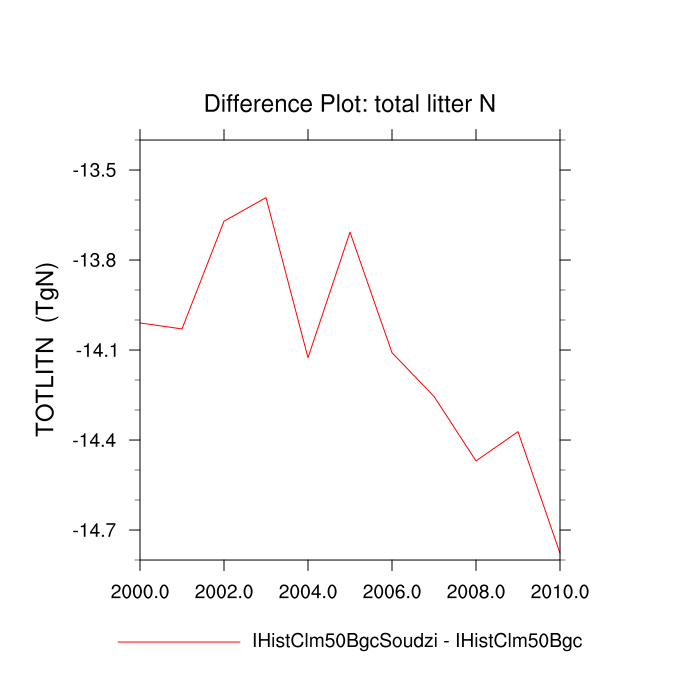 Difference Plot: total litter N
TOTLITN (TgN)
-13.5
-13.8
-14.1
-14.4
-14.7
2000.0 2002.0 2004.0 2006.0 2008.0 2010.0
IHistClm50BgcSoudzi - IHistClm50Bgc